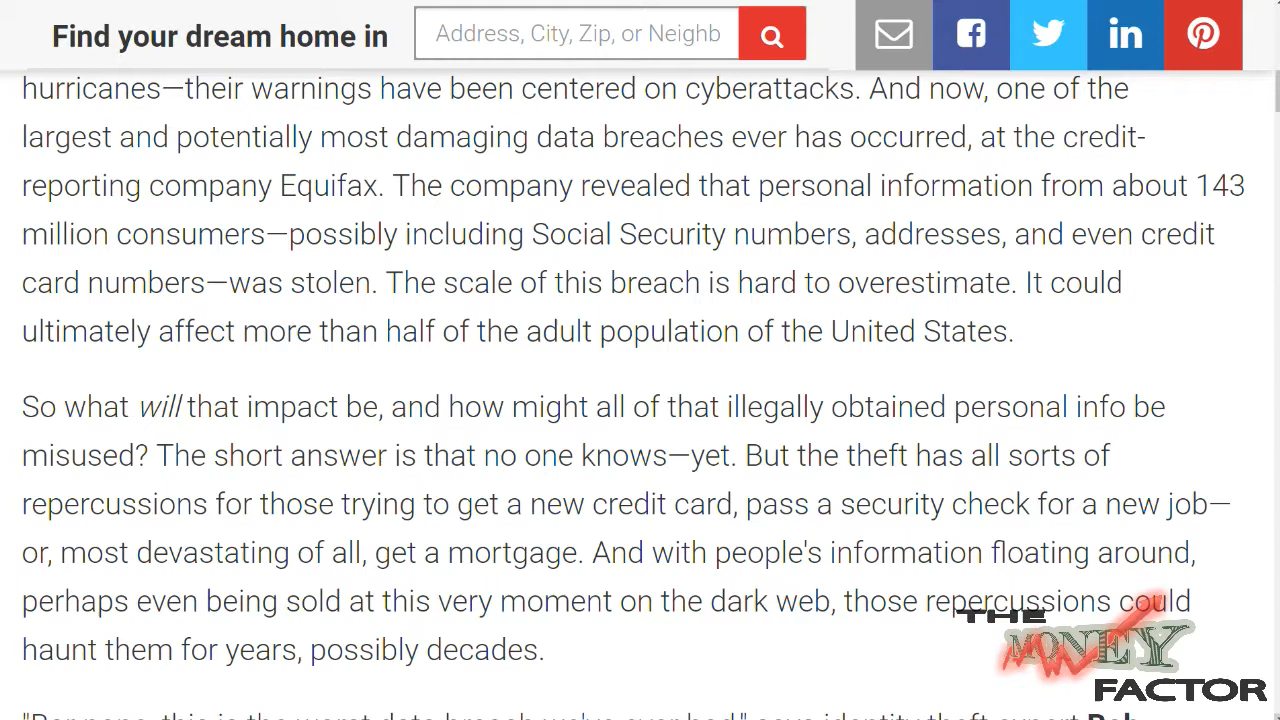 Find your dream home in
Address, City, Zip, or Neighb
hurricanes—their warnings have been centered on cyberattacks. And now, one of the
largest and potentially most damaging data breaches ever has occurred, at the credit-
reporting company Equifax. The company revealed that personal information from about 143
million consumers—possibly including Social Security numbers, addresses, and even credit
card numbers—was stolen. The scale of this breach is hard to overestimate. It could
ultimately affect more than half of the adult population of the United States.
So what will that impact be, and how might all of that illegally obtained personal info be
misused? The short answer is that no one knows—yet. But the theft has all sorts of
repercussions for those trying to get a new credit card, pass a security check for a new job—
or, most devastating of all, get a mortgage. And with people's information floating around,
perhaps even being sold at this very moment on the dark web, those repercussions could
haunt them for years, possibly decades.
THE
MONEY
FACTOR